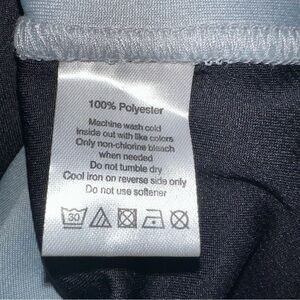 100% Polyester
Machine wash cold
inside out with like colors
Only non-chlorine bleach
when needed
Do not tumble dry
Cool iron on reverse side only
Do not use softener
30